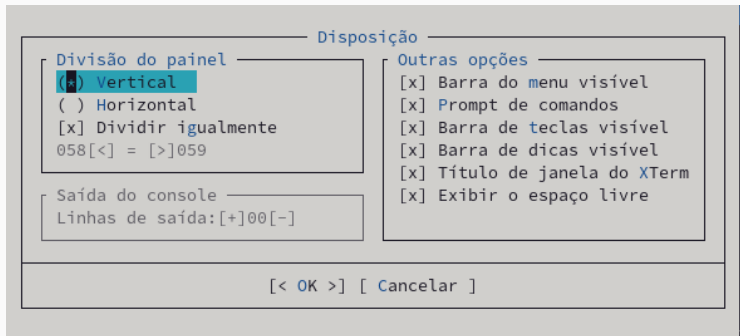 Disposição
Divisão do painel
(*) Vertical
( ) Horizontal
[x] Dividir igualmente
058[<] = [>]059
Saída do console
Linhas de saída:[+]00[-]
Outras opções
[x] Barra do menu visível
[x] Prompt de comandos
[x] Barra de teclas visível
[x] Barra de dicas visível
[x] Título de janela do XTerm
[x] Exibir o espaço livre
[< OK >] [ Cancelar ]